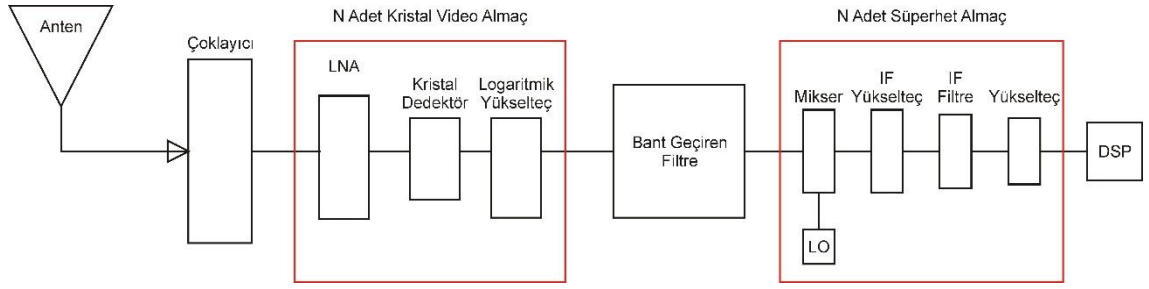 Anten
Çoklayıcı
N Adet Kristal Video Almaç
LNA
Kristal
Dedektör
Logaritmik
Yükselteç
Bant Geçiren
Filtre
N Adet Süperhet Almaç
Mikser
IF
Yükselteç
IF
Filtre
Yükselteç
LO
DSP